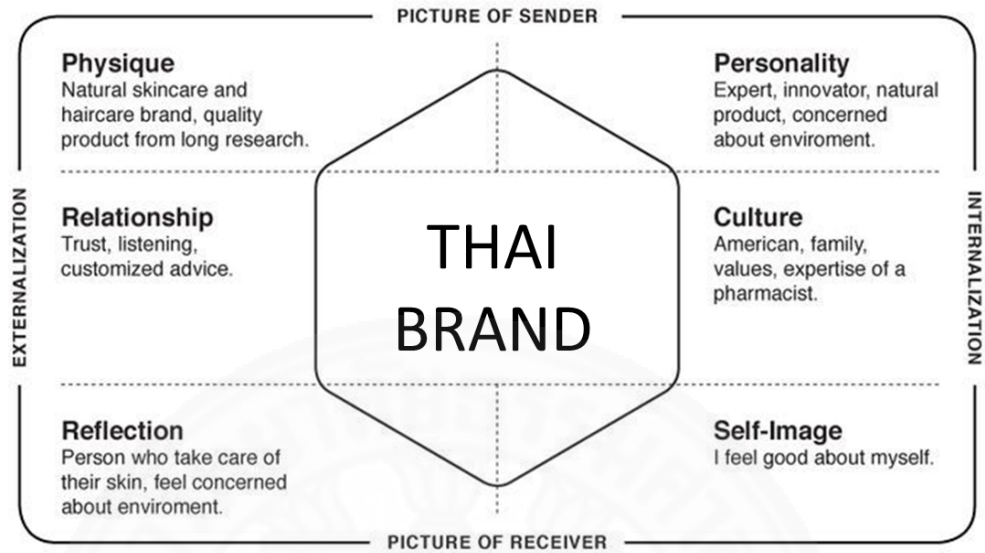 PICTURE OF SENDER
Physique
Natural skincare and
haircare brand, quality
product from long research.
Personality
Expert, innovator, natural
product, concerned
about enviroment.
EXTERNALIZATION
Relationship
Trust, listening,
customized advice.
THAI
BRAND
Culture
American, family,
values, expertise of a
pharmacist.
INTERNALIZATION
Reflection
Person who take care of
their skin, feel concerned
about enviroment.
Self-Image
I feel good about myself.
PICTURE OF RECEIVER